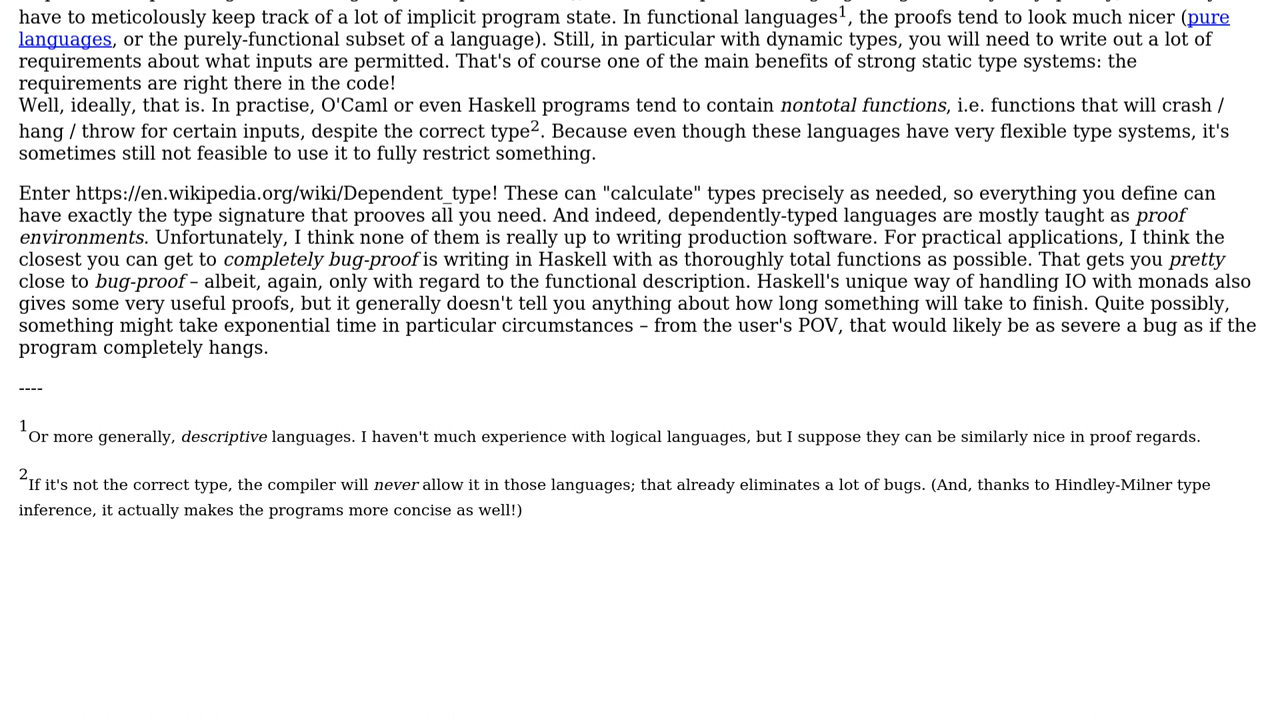 have to meticolously keep track of a lot of implicit program state. In functional languages1, the proofs tend to look much nicer (pure
languages, or the purely-functional subset of a language). Still, in particular with dynamic types, you will need to write out a lot of
requirements about what inputs are permitted. That's of course one of the main benefits of strong static type systems: the
requirements are right there in the code!
Well, ideally, that is. In practise, O'Caml or even Haskell programs tend to contain nontotal functions, i.e. functions that will crash /
hang / throw for certain inputs, despite the correct type2. Because even though these languages have very flexible type systems, it's
sometimes still not feasible to use it to fully restrict something.
Enter https://en.wikipedia.org/wiki/Dependent_type! These can "calculate" types precisely as needed, so everything you define can
have exactly the type signature that prooves all you need. And indeed, dependently-typed languages are mostly taught as proof
environments. Unfortunately, I think none of them is really up to writing production software. For practical applications, I think the
closest you can get to completely bug-proof is writing in Haskell with as thoroughly total functions as possible. That gets you pretty
close to bug-proof – albeit, again, only with regard to the functional description. Haskell's unique way of handling IO with monads also
gives some very useful proofs, but it generally doesn't tell you anything about how long something will take to finish. Quite possibly,
something might take exponential time in particular circumstances – from the user's POV, that would likely be as severe a bug as if the
program completely hangs.
----
1Or more generally, descriptive languages. I haven't much experience with logical languages, but I suppose they can be similarly nice in proof regards.
2If it's not the correct type, the compiler will never allow it in those languages; that already eliminates a lot of bugs. (And, thanks to Hindley-Milner type
inference, it actually makes the programs more concise as well!)